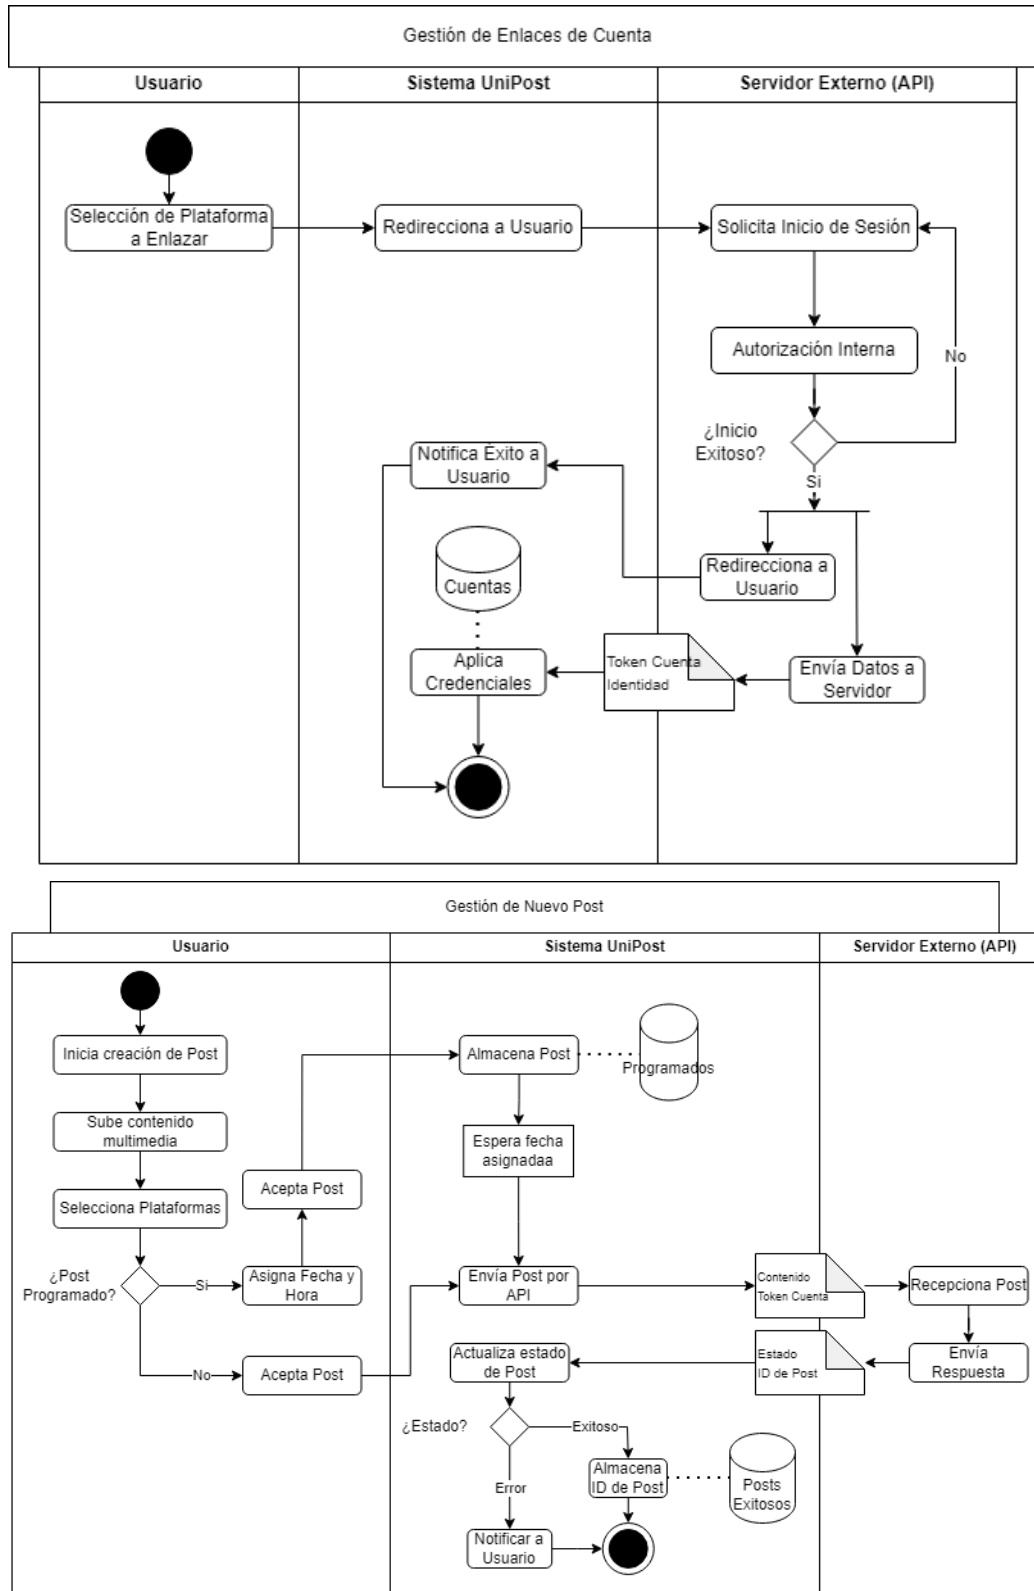 Gestión de Enlaces de Cuenta
Usuario
Sistema UniPost
Servidor Externo (API)
Selección de Plataforma
a Enlazar
Redirecciona a Usuario
Solicita Inicio de Sesión
Autorización Interna
No
¿Inicio
Exitoso?
Si
Notifica Éxito a
Usuario
Redirecciona a
Usuario
Cuentas
Aplica
Credenciales
Token Cuenta
Identidad
Envía Datos a
Servidor
Gestión de Nuevo Post
Usuario
Sistema UniPost
Servidor Externo (API)
Inicia creación de Post
Almacena Post
Programados
Sube contenido
multimedia
Espera fecha
asignadaa
Selecciona Plataformas
Acepta Post
¿Post
Programado?
Si
Asigna Fecha y
Hora
Envía Post por
API
Contenido
Token Cuenta
Recepciona Post
No
Acepta Post
Actualiza estado
de Post
Estado
ID de Post
Envía
Respuesta
¿Estado?
Exitoso
Error
Almacena
ID de Post
Posts
Exitosos
Notificar a
Usuario